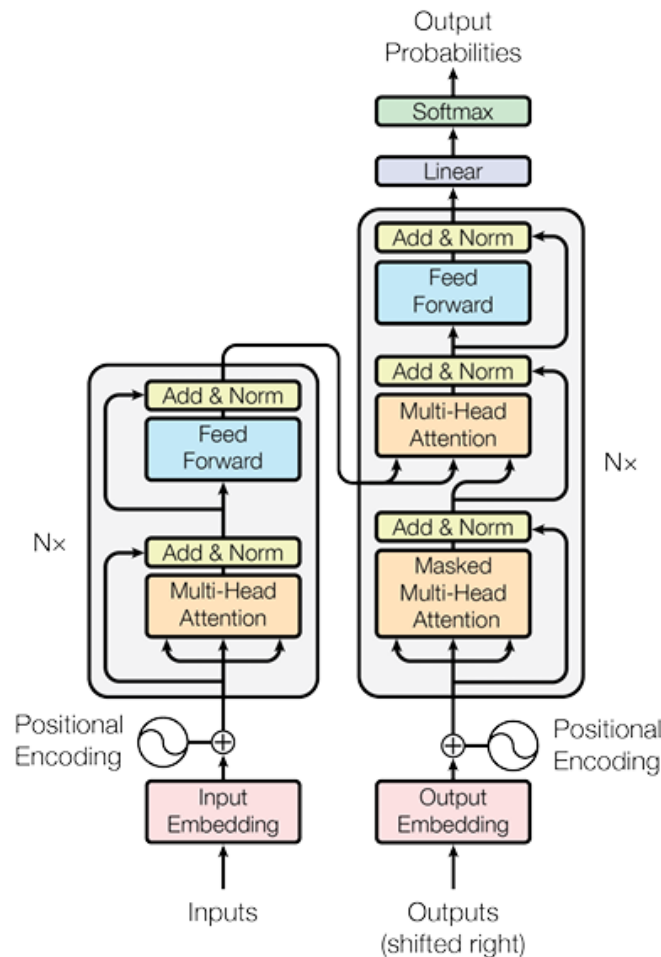 Output
Probabilities
Softmax
Linear
Add & Norm
Feed
Forward
Add & Norm
Multi-Head
Attention
Nx
Add & Norm
Masked
Multi-Head
Attention
Add & Norm
Feed
Forward
Nx
Add & Norm
Multi-Head
Attention
Positional
Encoding
Positional
Encoding
Input
Embedding
Output
Embedding
Inputs
Outputs
(shifted right)